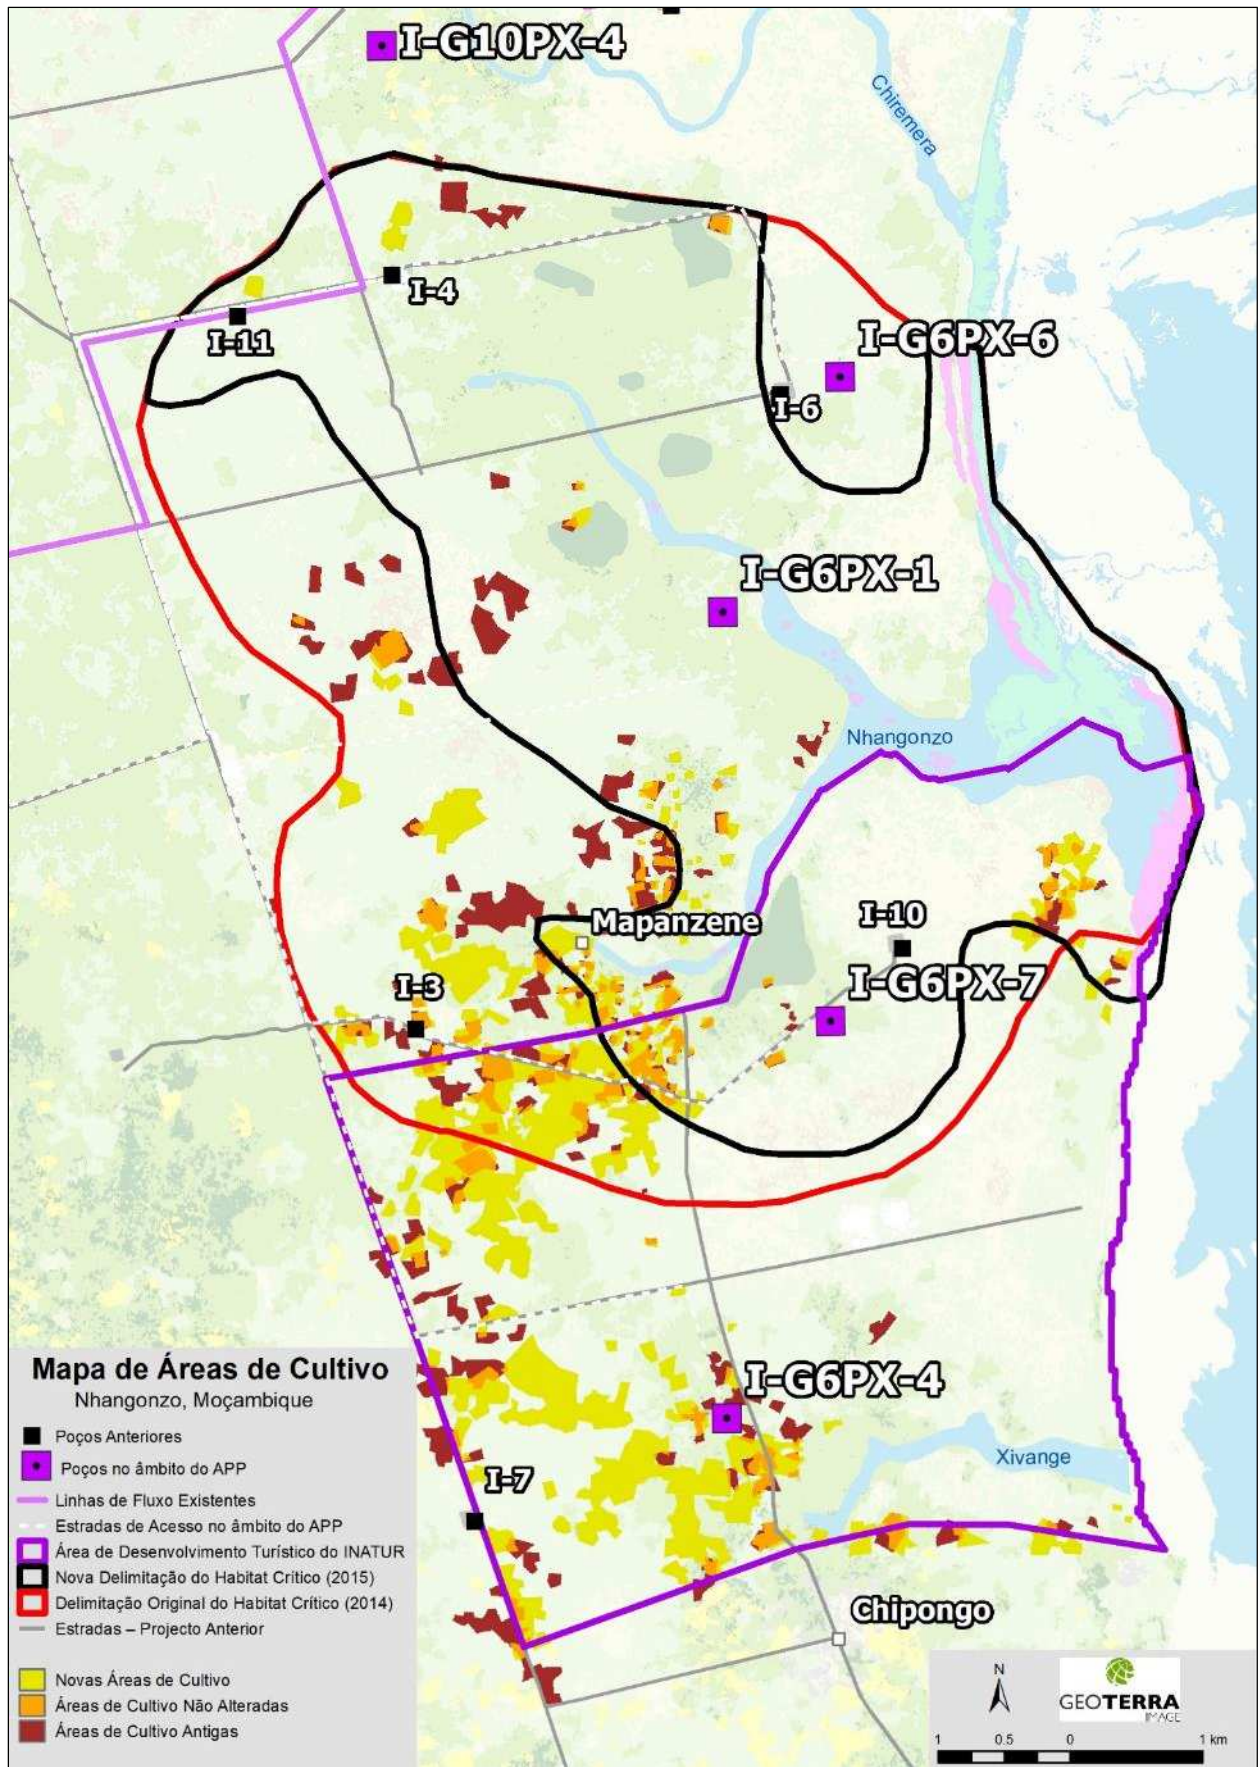 I-G10PX-4
Chiremera
I-4
I-11
I-G6PX-6
I-6
I-G6PX-1
Nhangonzo
Mapanzene
I-10
I-3
I-G6PX-7
I-G6PX-4
Xivange
I-7
Chipongo
Mapa de Áreas de Cultivo
Nhangonzo, Moçambique
Poços Anteriores
Poços no âmbito do APP
Linhas de Fluxo Existentes
Estradas de Acesso no âmbito do APP
Área de Desenvolvimento Turístico do INATUR
Nova Delimitação do Habitat Crítico (2015)
Delimitação Original do Habitat Crítico (2014)
Estradas – Projecto Anterior
Novas Áreas de Cultivo
Áreas de Cultivo Não Alteradas
Áreas de Cultivo Antigas
N
GEOTERRA
IMAGE
1 0.5 0 1 km